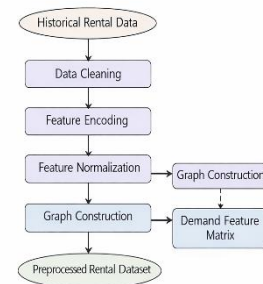 Historical Rental Data
Data Cleaning
Feature Encoding
Feature Normalization
Graph Construction
Graph Construction
Demand Feature
Matrix
Preprocessed Rental Dataset